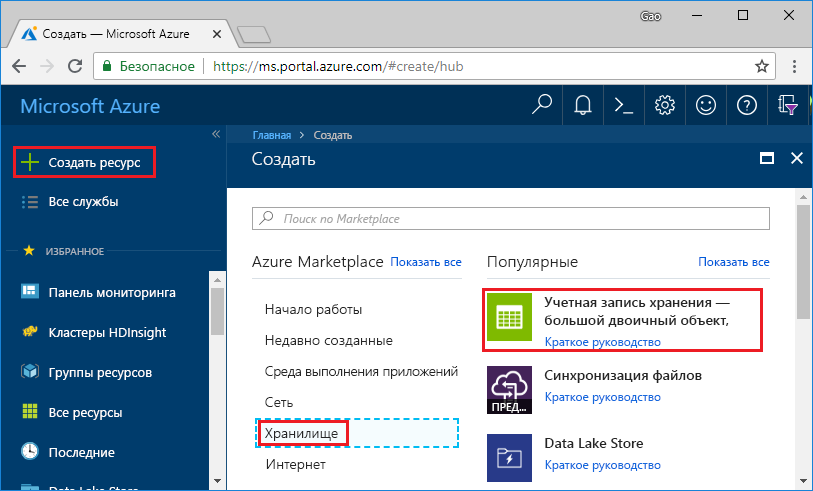 Gao
Создать — Microsoft Azure
Безопасное
https://ms.portal.azure.com/#create/hub
Microsoft Azure
Создать ресурс
Все службы
ИЗБРАННОЕ
Панель мониторинга
Кластеры HDInsight
Группы ресурсов
Все ресурсы
Последние
Data Lake Store
Главная > Создать
Создать
Поиск по Marketplace
Azure Marketplace Показать все
Начало работы
Недавно созданные
Среда выполнения приложений
Сеть
Хранилище
Интернет
Популярные Показать все
Учетная запись хранения —
большой двоичный объект,
Краткое руководство
ПРЕД...
Синхронизация файлов
Краткое руководство
Data Lake Store
Краткое руководство